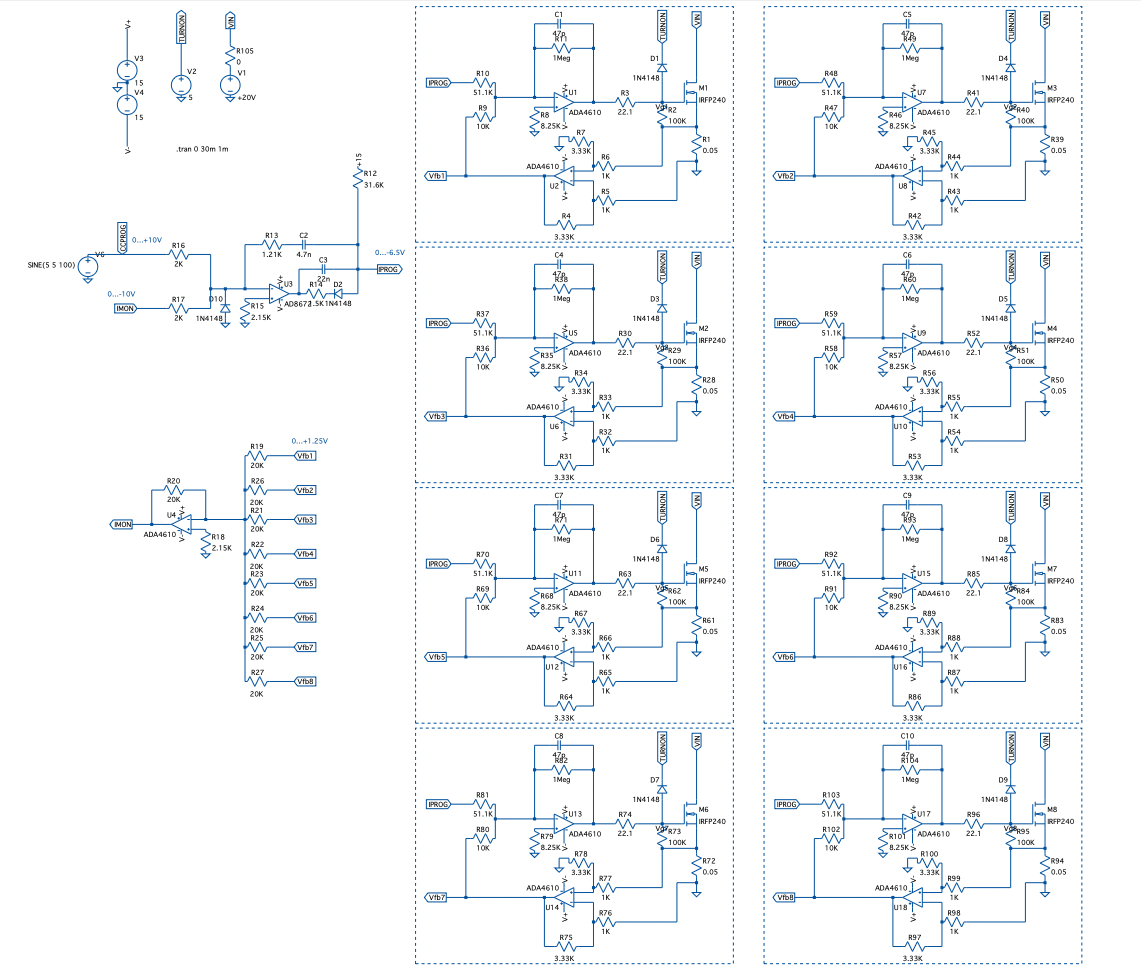 V+
V3
15
V4
15
V-
TURNON
V2
5
VIN
R105
0
V1
+20V
.tran 0 30m 1m
+15
R12
31.6K
CCPROG
0...+10V
V6
SINE(5 5 100)
R16
2K
R13
1.21K
C2
4.7n
0...-6.5V
IPROG
C3
22n
U3
V+
V-
AD8672
R14
1.5K
D2
1N4148
0...-10V
IMON
R17
2K
D10
1N4148
R15
2.15K
0...+1.25V
R19
20K
Vfb1
R26
20K
Vfb2
R21
20K
Vfb3
R22
20K
Vfb4
R23
20K
Vfb5
R24
20K
Vfb6
R25
20K
Vfb7
R27
20K
Vfb8
R20
20K
U4
V+
V-
IMON
ADA4610
R18
2.15K
C1
47p
R11
1Meg
TURNON
VIN
D1
1N4148
IPROG
R10
51.1K
R9
10K
V+
U1
ADA4610
V-
R8
8.25K
R3
22.1
M1
IRFP240
Vg1
R2
100K
R1
0.05
R7
3.33K
R6
1K
ADA4610
V-
U2
V+
R5
1K
R4
3.33K
Vfb1
C5
47p
R49
1Meg
TURNON
VIN
D4
1N4148
IPROG
R48
51.1K
R47
10K
V+
U7
ADA4610
V-
R46
8.25K
R41
22.1
M3
IRFP240
Vg2
R40
100K
R39
0.05
R45
3.33K
R44
1K
ADA4610
V-
U8
V+
R43
1K
R42
3.33K
Vfb2
C4
47p
R38
1Meg
TURNON
VIN
D3
1N4148
IPROG
R37
51.1K
R36
10K
V+
U5
ADA4610
V-
R35
8.25K
R30
22.1
M2
IRFP240
Vg3
R29
100K
R28
0.05
R34
3.33K
R33
1K
ADA4610
V-
U6
V+
R32
1K
R31
3.33K
Vfb3
C6
47p
R60
1Meg
TURNON
VIN
D5
1N4148
IPROG
R59
51.1K
R58
10K
V+
U9
ADA4610
V-
R57
8.25K
R52
22.1
M4
IRFP240
Vg4
R51
100K
R50
0.05
R56
3.33K
R55
1K
ADA4610
V-
U10
V+
R54
1K
R53
3.33K
Vfb4
C7
47p
R71
1Meg
TURNON
VIN
D6
1N4148
IPROG
R70
51.1K
R69
10K
V+
U11
ADA4610
V-
R68
8.25K
R63
22.1
M5
IRFP240
Vg5
R62
100K
R61
0.05
R67
3.33K
R66
1K
ADA4610
V-
U12
V+
R65
1K
R64
3.33K
Vfb5
C9
47p
R93
1Meg
TURNON
VIN
D8
1N4148
IPROG
R92
51.1K
R91
10K
V+
U15
ADA4610
V-
R90
8.25K
R85
22.1
M7
IRFP240
Vg6
R84
100K
R83
0.05
R89
3.33K
R88
1K
ADA4610
V-
U16
V+
R87
1K
R86
3.33K
Vfb6
C8
47p
R82
1Meg
TURNON
VIN
D7
1N4148
IPROG
R81
51.1K
R80
10K
V+
U13
ADA4610
V-
R79
8.25K
R74
22.1
M6
IRFP240
Vg7
R73
100K
R72
0.05
R78
3.33K
R77
1K
ADA4610
V-
U14
V+
R76
1K
R75
3.33K
Vfb7
C10
47p
R104
1Meg
TURNON
VIN
D9
1N4148
IPROG
R103
51.1K
R102
10K
V+
U17
ADA4610
V-
R101
8.25K
R96
22.1
M8
IRFP240
Vg8
R95
100K
R94
0.05
R100
3.33K
R99
1K
ADA4610
V-
U18
V+
R98
1K
R97
3.33K
Vfb8